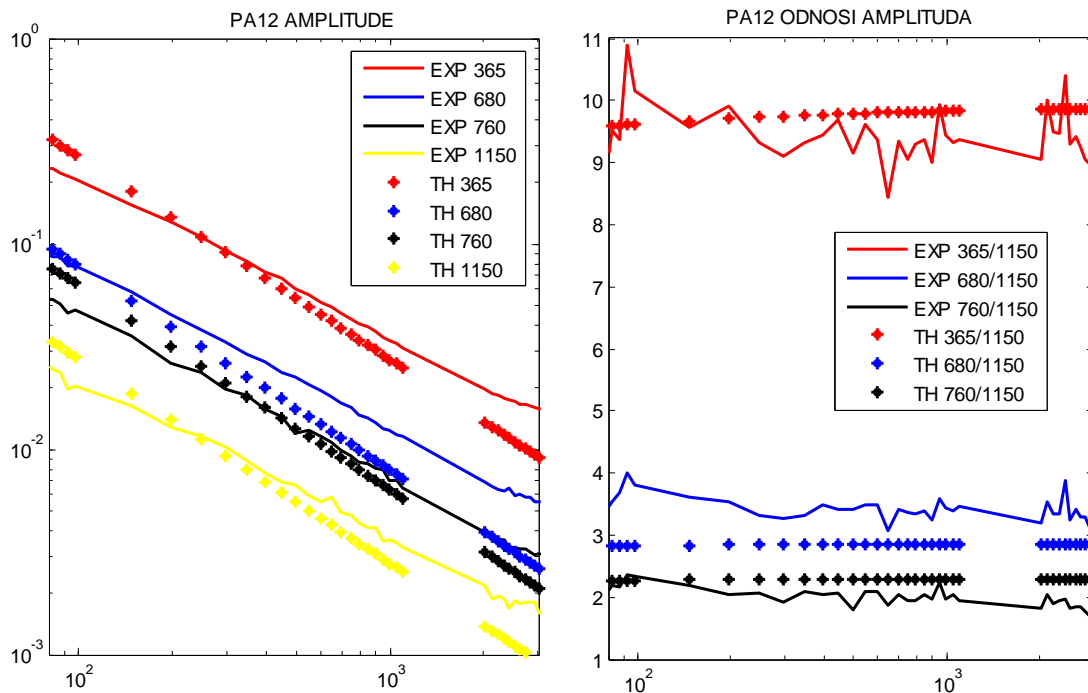 PA12 AMPLITUDE
10^0
10^-1
10^-2
10^-3
10^2
10^3
EXP 365
EXP 680
EXP 760
EXP 1150
TH 365
TH 680
TH 760
TH 1150
PA12 ODNOSI AMPLITUDA
11
10
9
8
7
6
5
4
3
2
1
10^2
10^3
EXP 365/1150
EXP 680/1150
EXP 760/1150
TH 365/1150
TH 680/1150
TH 760/1150